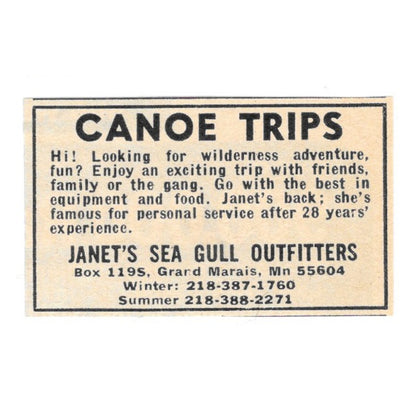 CANOE TRIPS
Hi! Looking for wilderness adventure,
fun? Enjoy an exciting trip with friends,
family or the gang. Go with the best in
equipment and food. Janet's back; she's
famous for personal service after 28 years'
experience.
JANET'S SEA GULL OUTFITTERS
Box 119S, Grand Marais, Mn 55604
Winter: 218-387-1760
Summer 218-388-2271